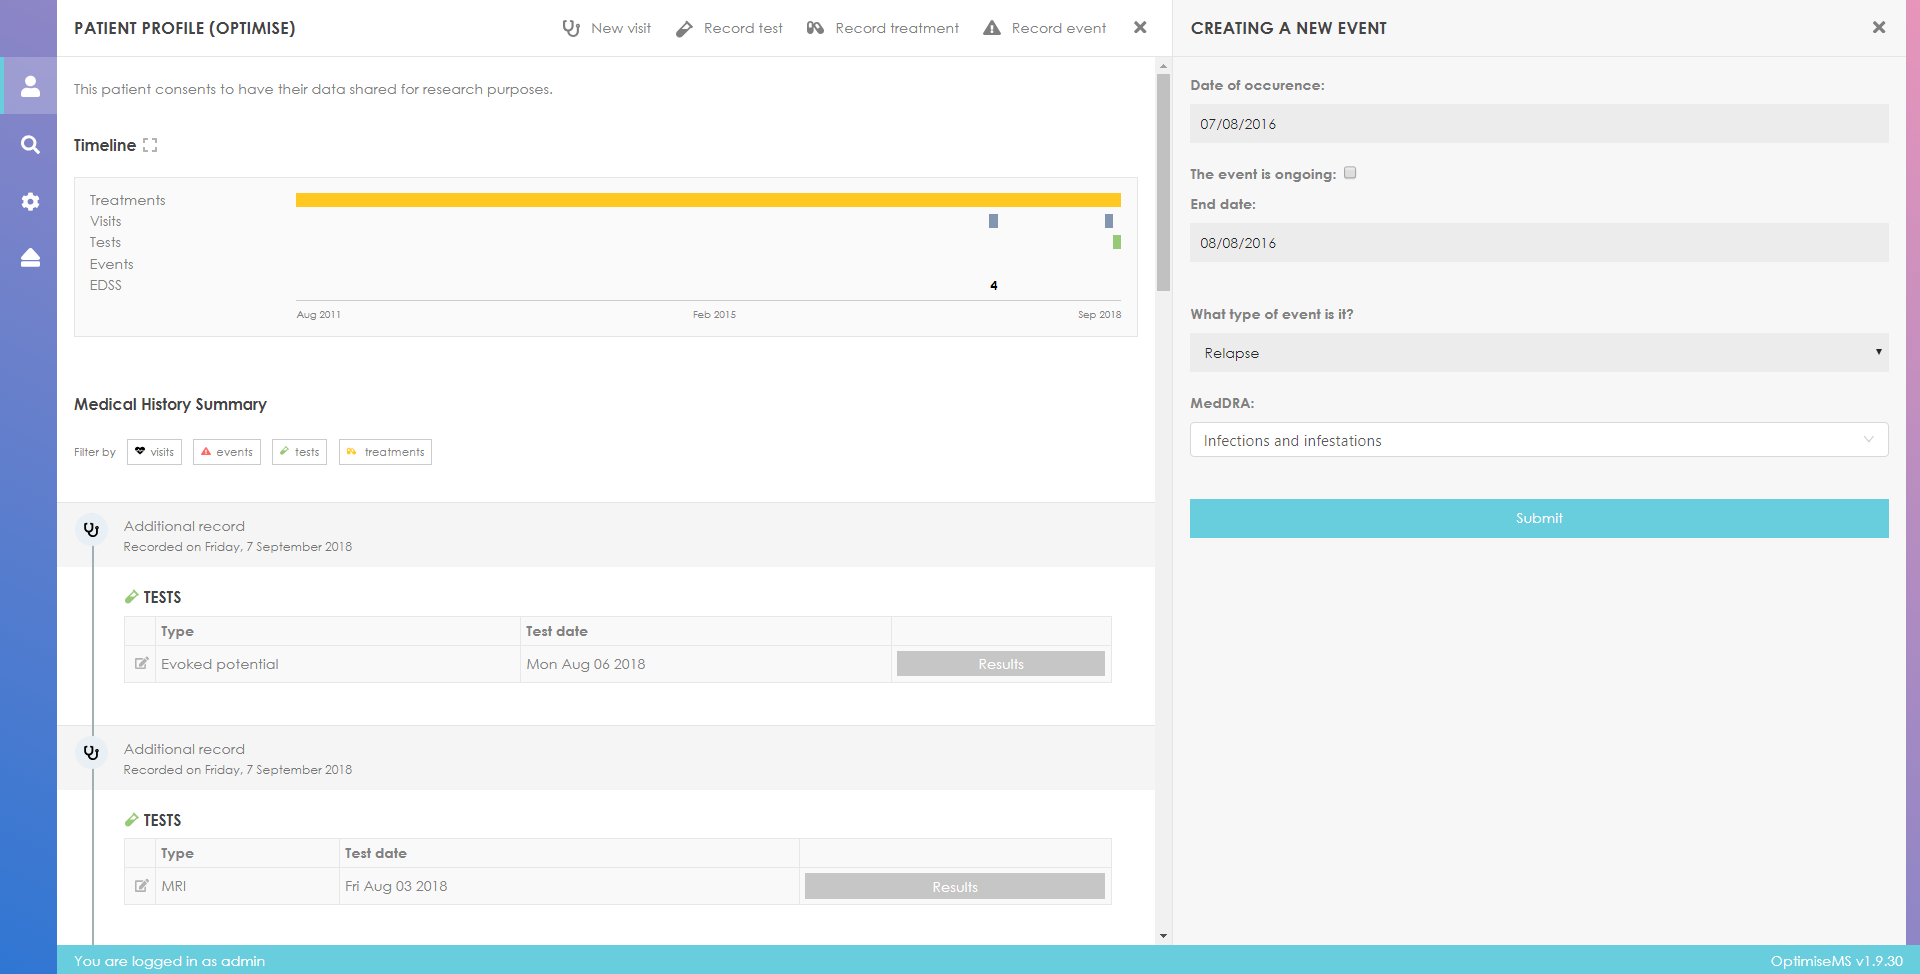 PATIENT PROFILE (OPTIMISE)
New visit
Record test
Record treatment
Record event
This patient consents to have their data shared for research purposes.
Timeline
Treatments
Visits
Tests
Events
EDSS
4
Aug 2011
Feb 2015
Sep 2018
Medical History Summary
Filter by
visits
events
tests
treatments
Additional record
Recorded on Friday, 7 September 2018
TESTS
Type
Test date
Evoked potential
Mon Aug 06 2018
Results
Additional record
Recorded on Friday, 7 September 2018
TESTS
Type
Test date
MRI
Fri Aug 03 2018
Results
CREATING A NEW EVENT
Date of occurence:
07/08/2016
The event is ongoing:
End date:
08/08/2016
What type of event is it?
Relapse
MedDRA:
Infections and infestations
Submit
You are logged in as admin
OptimiseMS v1.9.30